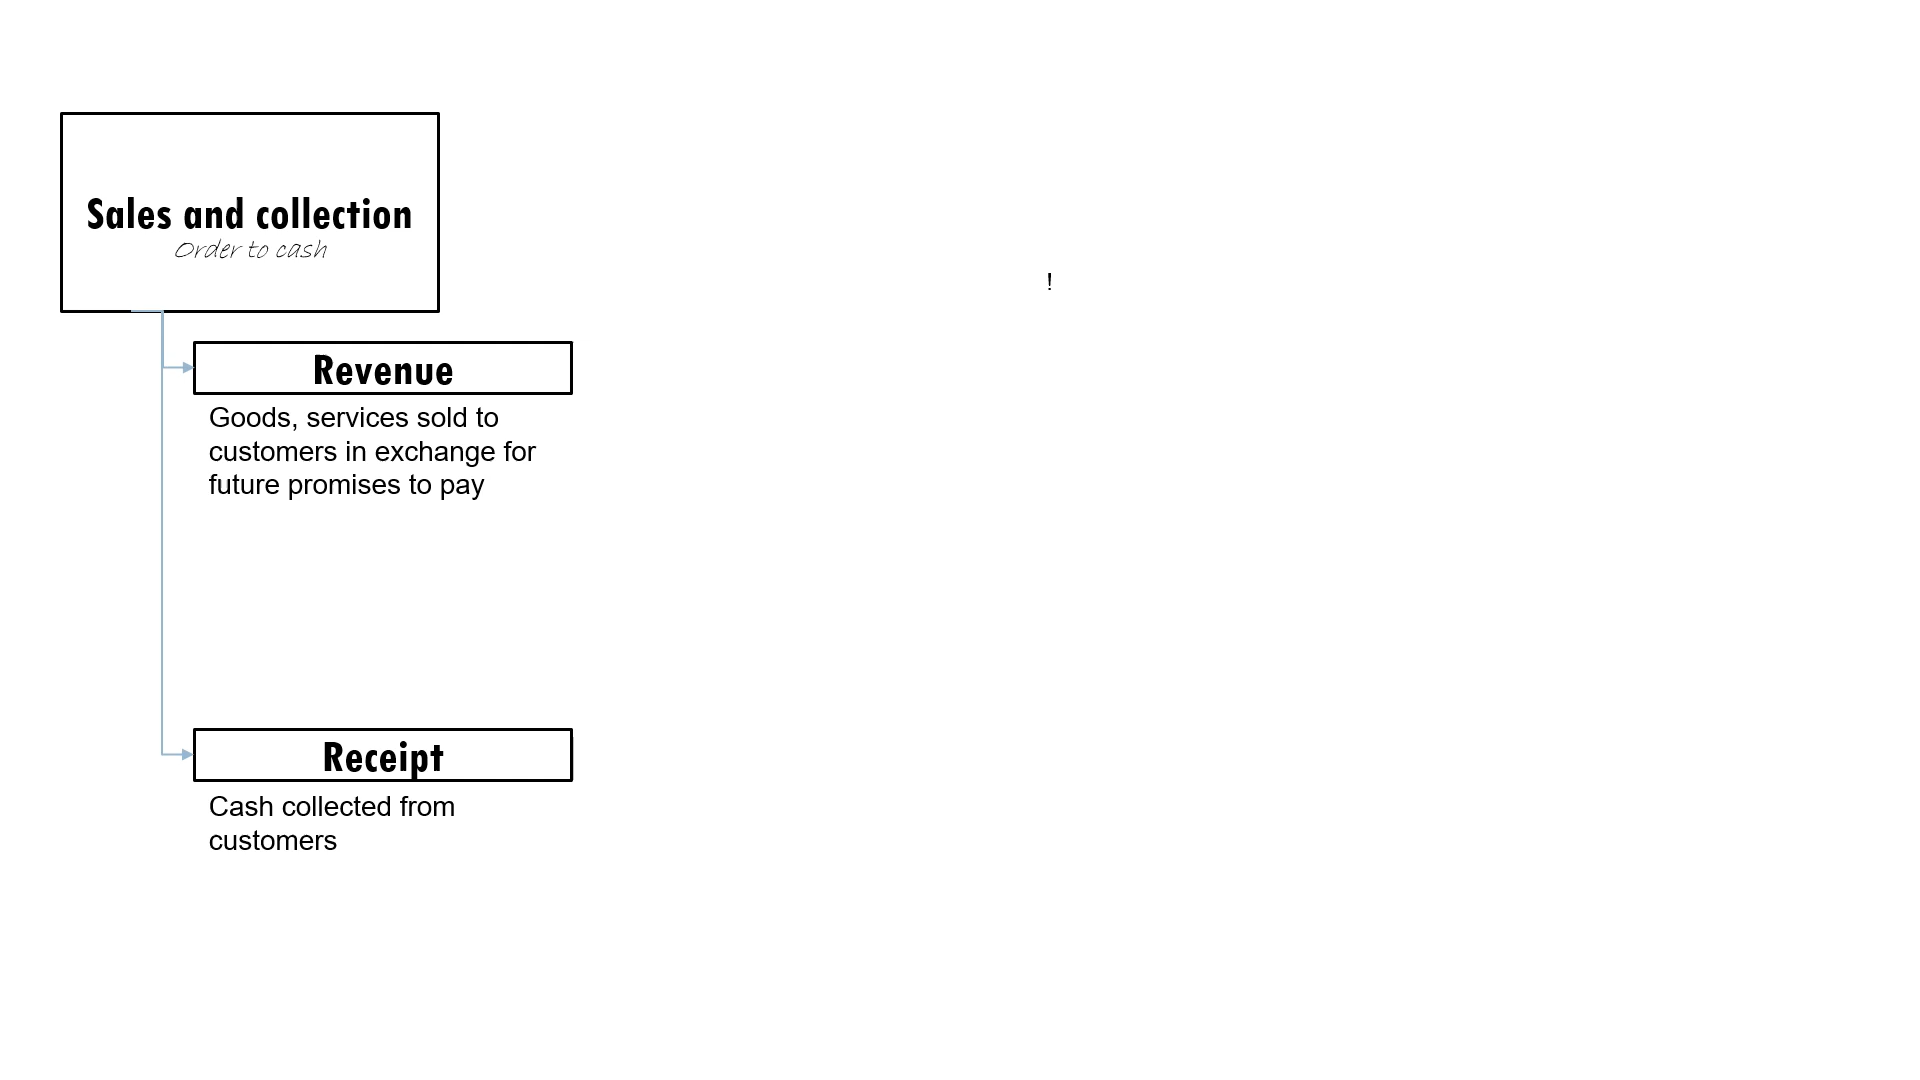 Sales and collection
Order to cash
!
Revenue
Goods, services sold to
customers in exchange for
future promises to pay
Receipt
Cash collected from
customers